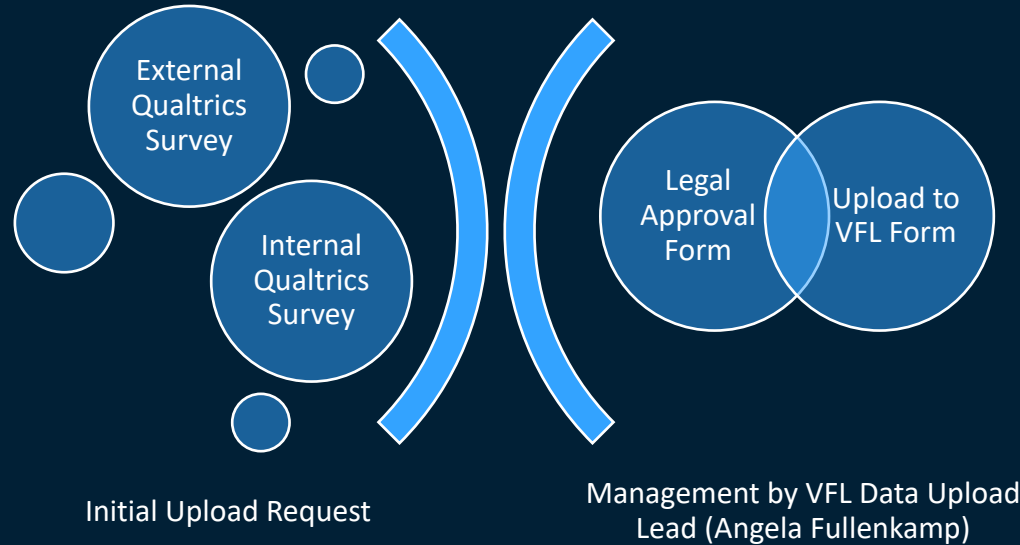 External
Qualtrics
Survey
Internal
Qualtrics
Survey
Initial Upload Request
Legal
Approval
Form
Upload to
VFL Form
Management by VFL Data Upload
Lead (Angela Fullenkamp)